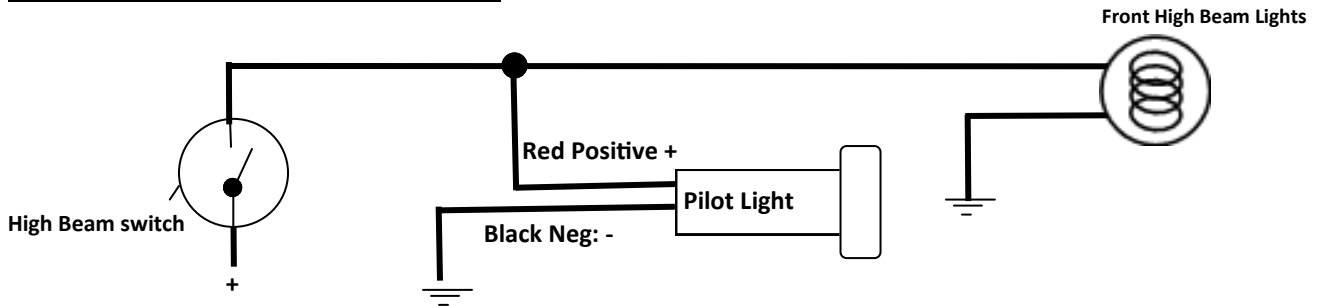 Front High Beam Lights
Red Positive +
Pilot Light
High Beam switch
Black Neg: -
+